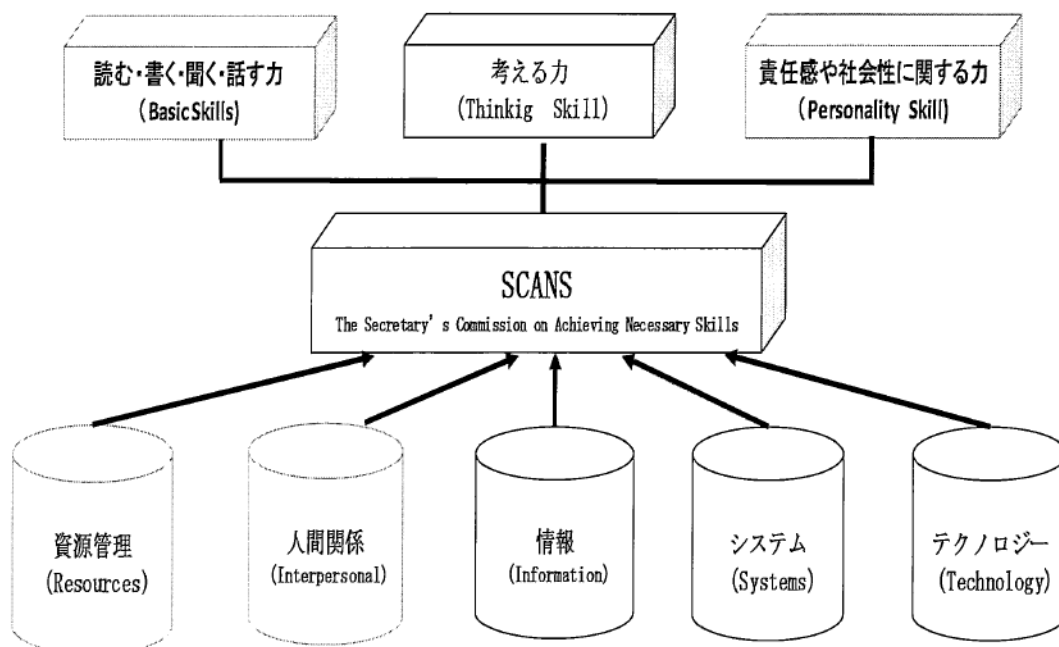 読む・書く・聞く・話す力
(Basic Skills)
考える力
(Thinkig Skill)
責任感や社会性に関する力
(Personality Skill)
SCANS
The Secretary's Commission on Achieving Necessary Skills
資源管理
(Resources)
人間関係
(Interpersonal)
情報
(Information)
システム
(Systems)
テクノロジー
(Technology)